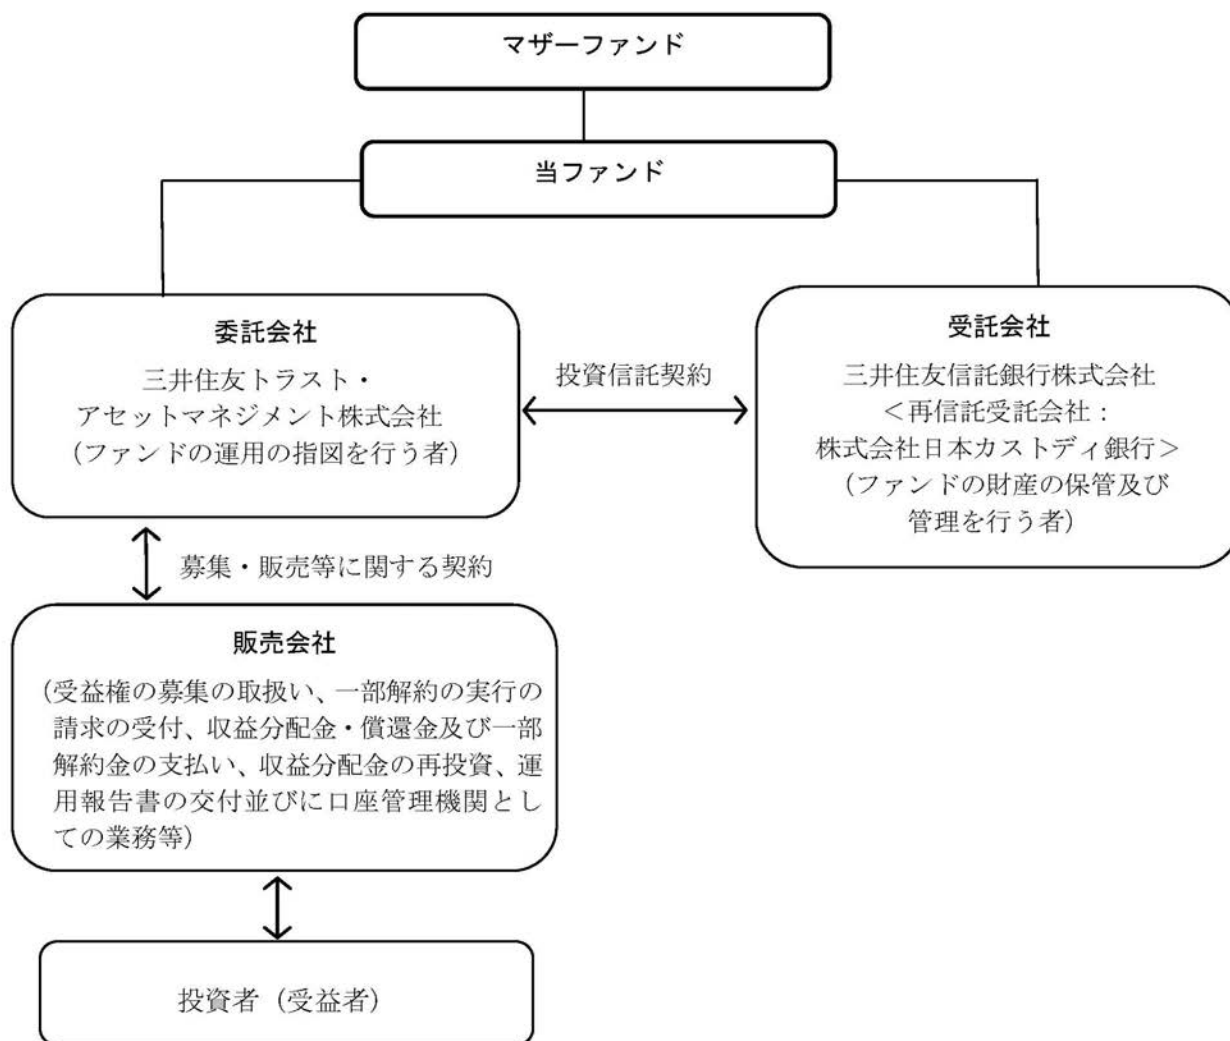 マザーファンド
当ファンド
委託会社
三井住友トラスト・
アセットマネジメント株式会社
（ファンドの運用の指図を行う者）
投資信託契約
受託会社
三井住友信託銀行株式会社
＜再信託受託会社：
株式会社日本カストディ銀行＞
（ファンドの財産の保管及び
管理を行う者）
募集・販売等に関する契約
販売会社
（受益権の募集の取扱い、一部解約の実行の
請求の受付、収益分配金・償還金及び一部
解約金の支払い、収益分配金の再投資、運
用報告書の交付並びに口座管理機関とし
ての業務等）
投資者（受益者）